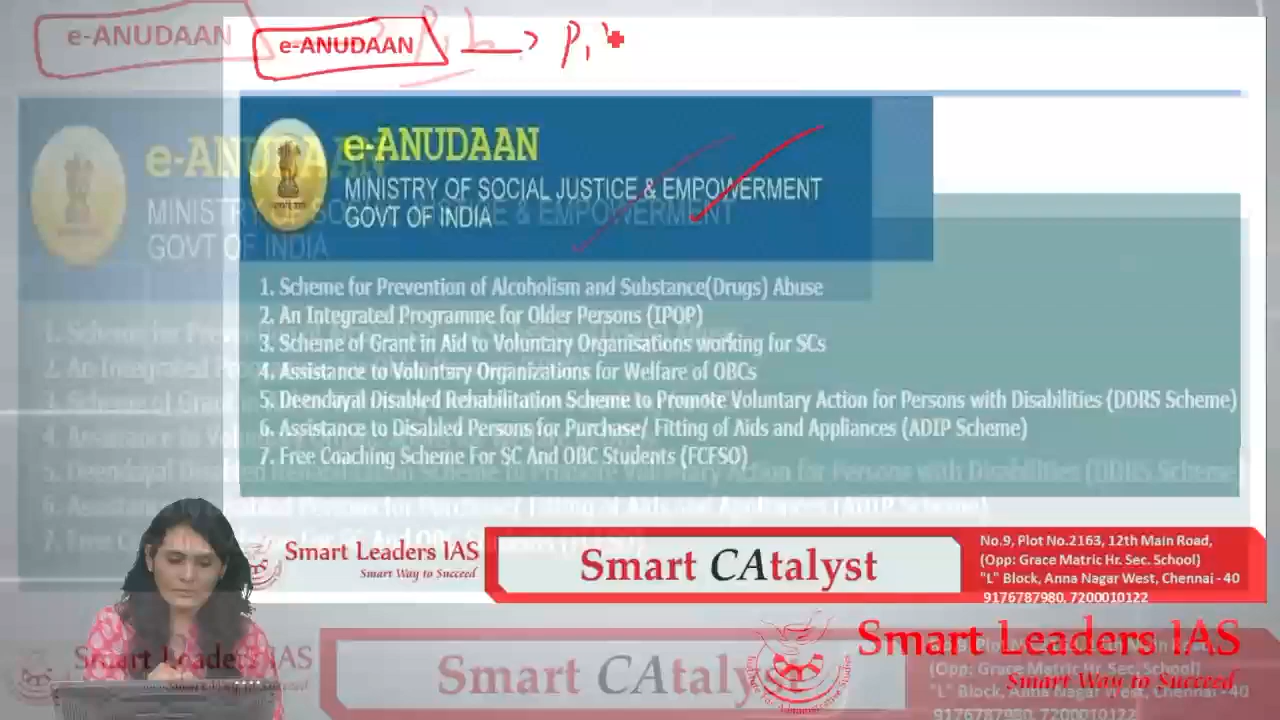 e-ANUDAAN
e-ANUDAAN
e-ANUDAAN
MINISTRY OF SOCIAL JUSTICE & EMPOWERMENT
GOVT OF INDIA
1. Scheme for Prevention of Alcoholism and Substance(Drugs) Abuse
2. An Integrated Programme for Older Persons (IPOP)
3. Scheme of Grant in Aid to Voluntary Organisations working for SCs
4. Assistance to Voluntary Organizations for Welfare of OBCs
5. Deendayal Disabled Rehabilitation Scheme to Promote Voluntary Action for Persons with Disabilities (DDRS Scheme)
6. Assistance to Disabled Persons for Purchase/ Fitting of Aids and Appliances (ADIP Scheme)
7. Free Coaching Scheme For SC And OBC Students (FCFSO)
Smart Leaders IAS
Smart Way to Succeed
Smart CAtalyst
No.9, Plot No.2163, 12th Main Road,
(Opp: Grace Matric Hr. Sec. School)
"L" Block, Anna Nagar West, Chennai - 40
9176787980, 7200010122
Smart Leaders IAS
Smart Way to Succeed
Smart Leaders IAS
Smart CAtalyst